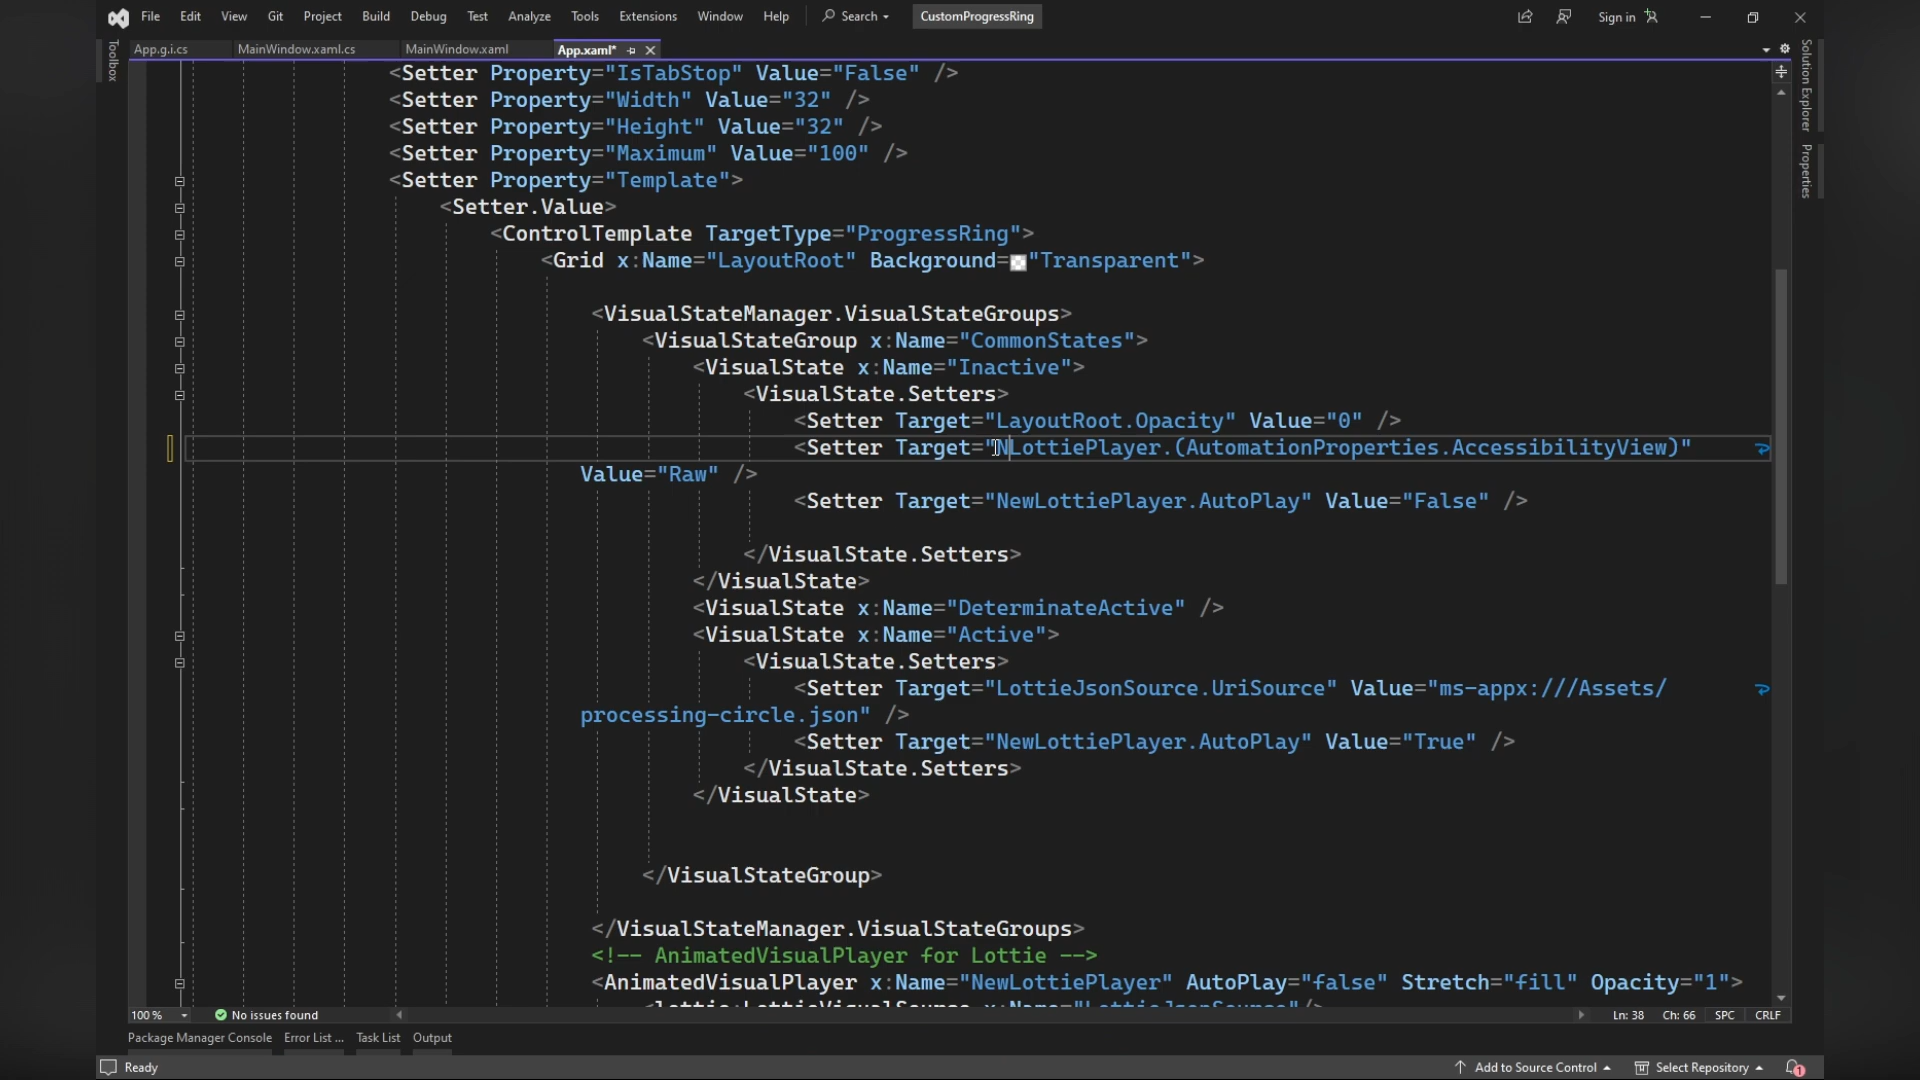 File Edit View Git Project Build Debug Test Analyze Tools Extensions Window Help Search CustomProgressRing Sign in
Toolbox
App.g.i.cs MainWindow.xaml.cs MainWindow.xaml App.xaml*
Solution Explorer
Properties
<Setter Property="IsTabStop" Value="False" />
<Setter Property="Width" Value="32" />
<Setter Property="Height" Value="32" />
<Setter Property="Maximum" Value="100" />
<Setter Property="Template">
<Setter.Value>
<ControlTemplate TargetType="ProgressRing">
<Grid x:Name="LayoutRoot" Background="Transparent">
<VisualStateManager.VisualStateGroups>
<VisualStateGroup x:Name="CommonStates">
<VisualState x:Name="Inactive">
<VisualState.Setters>
<Setter Target="LayoutRoot.Opacity" Value="0" />
<Setter Target="NLottiePlayer.(AutomationProperties.AccessibilityView)"
Value="Raw" />
<Setter Target="NewLottiePlayer.AutoPlay" Value="False" />
</VisualState.Setters>
</VisualState>
<VisualState x:Name="DeterminateActive" />
<VisualState x:Name="Active">
<VisualState.Setters>
<Setter Target="LottieJsonSource.UriSource" Value="ms-appx:///Assets/
processing-circle.json" />
<Setter Target="NewLottiePlayer.AutoPlay" Value="True" />
</VisualState.Setters>
</VisualState>
</VisualStateGroup>
</VisualStateManager.VisualStateGroups>
<!-- AnimatedVisualPlayer for Lottie -->
<AnimatedVisualPlayer x:Name="NewLottiePlayer" AutoPlay="false" Stretch="fill" Opacity="1">
<lottie:LottieVisualSource x:Name="LottieJsonSource"/>
100 % No issues found Ln: 38 Ch: 66 SPC CRLF
Package Manager Console Error List ... Task List Output
Ready Add to Source Control Select Repository 1